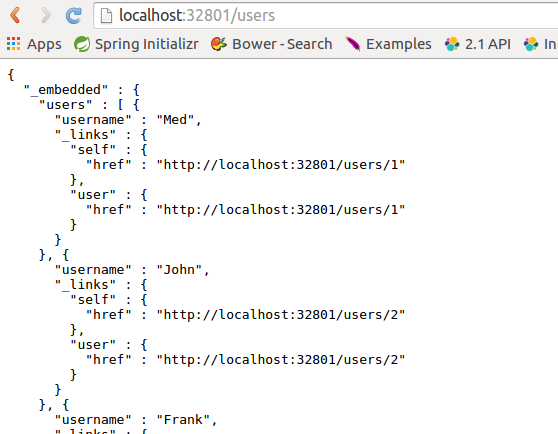 localhost:32801/users
Apps Spring Initializr Bower - Search Examples 2.1 API In
{
  "_embedded" : {
    "users" : [ {
      "username" : "Med",
      "_links" : {
        "self" : {
          "href" : "http://localhost:32801/users/1"
        },
        "user" : {
          "href" : "http://localhost:32801/users/1"
        }
      }
    }, {
      "username" : "John",
      "_links" : {
        "self" : {
          "href" : "http://localhost:32801/users/2"
        },
        "user" : {
          "href" : "http://localhost:32801/users/2"
        }
      }
    }, {
      "username" : "Frank",
      "_links" : {